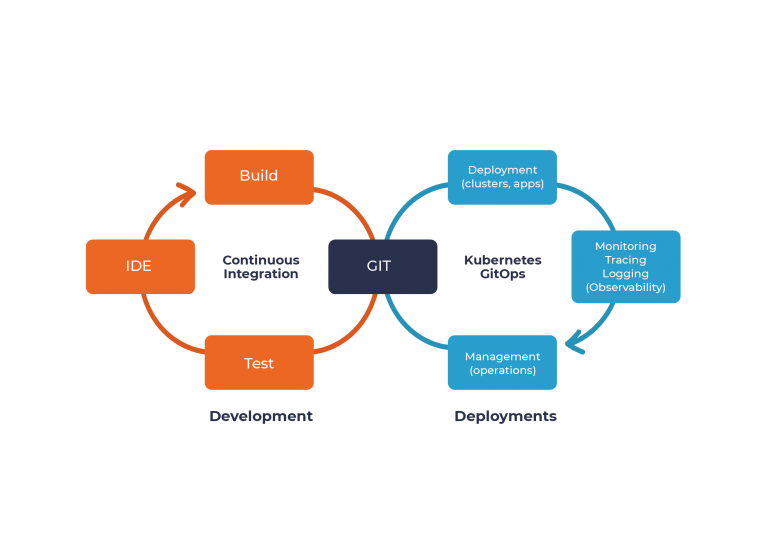 Build
Deployment
(clusters, apps)
IDE
Continuous
Integration
GIT
Kubernetes
GitOps
Monitoring
Tracing
Logging
(Observability)
Test
Management
(operations)
Development
Deployments